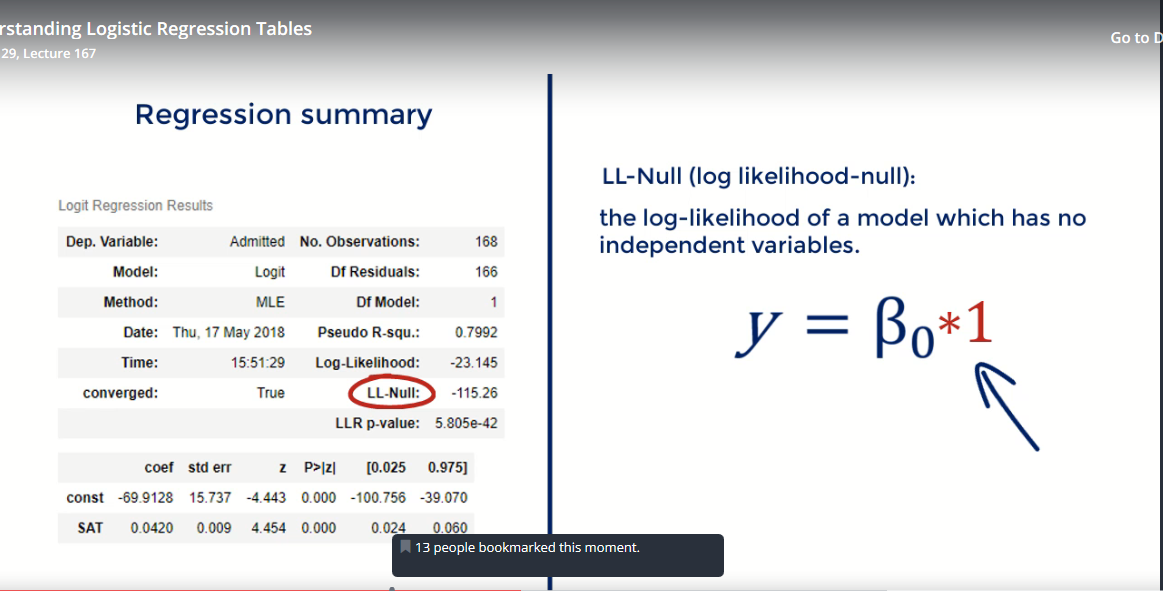 rstanding Logistic Regression Tables
Go to D
29, Lecture 167
Regression summary
Logit Regression Results
Dep. Variable: Admitted No. Observations: 168
Model: Logit Df Residuals: 166
Method: MLE Df Model: 1
Date: Thu, 17 May 2018 Pseudo R-squ.: 0.7992
Time: 15:51:29 Log-Likelihood: -23.145
converged: True LL-Null: -115.26
LLR p-value: 5.805e-42
coef std err z P>|z| [0.025 0.975]
const -69.9128 15.737 -4.443 0.000 -100.756 -39.070
SAT 0.0420 0.009 4.454 0.000 0.024 0.060
LL-Null (log likelihood-null):
the log-likelihood of a model which has no
independent variables.
y = β₀*1
13 people bookmarked this moment.